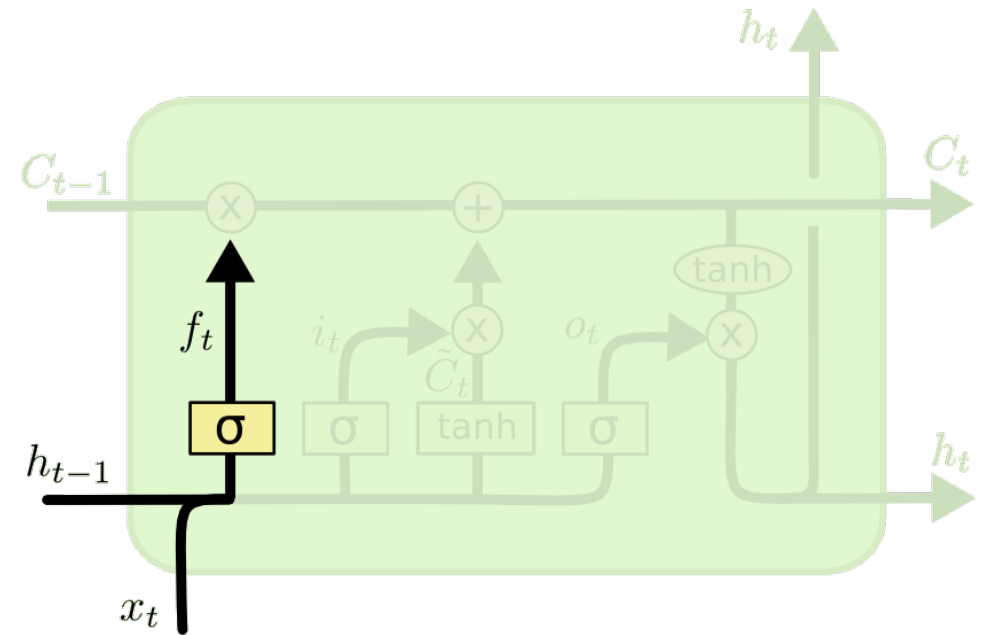 h_t
C_{t-1}
C_t
x
+
tanh
f_t
i_t
x
o_t
x
C̃_t
σ
σ
tanh
σ
h_{t-1}
h_t
x_t